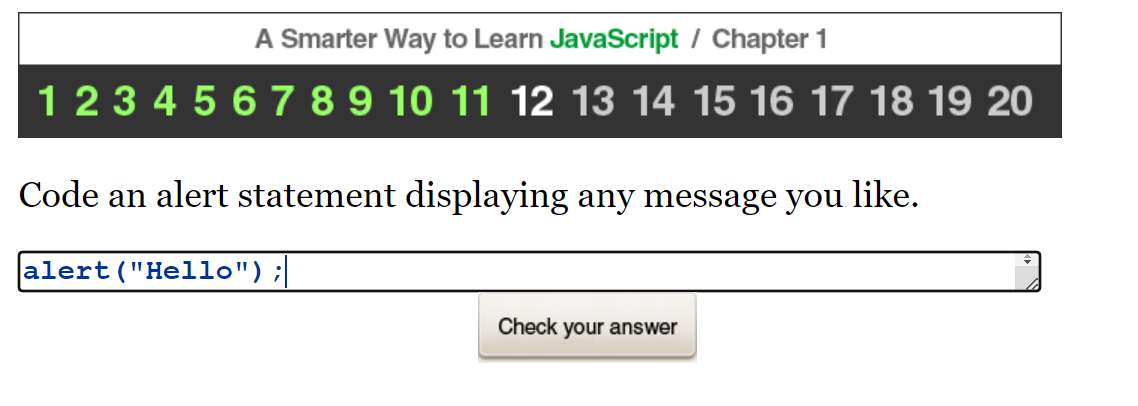 A Smarter Way to Learn JavaScript / Chapter 1
1 2 3 4 5 6 7 8 9 10 11 12 13 14 15 16 17 18 19 20
Code an alert statement displaying any message you like.
alert("Hello");
Check your answer